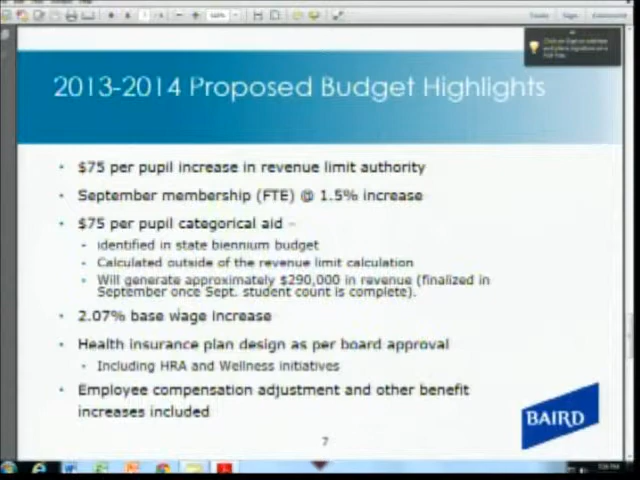 2013-2014 Proposed Budget Highlights
• $75 per pupil increase in revenue limit authority
• September membership (FTE) @ 1.5% increase
• $75 per pupil categorical aid –
• identified in state biennium budget
• Calculated outside of the revenue limit calculation
• Will generate approximately $290,000 in revenue (finalized in
September once Sept. student count is complete).
• 2.07% base wage increase
• Health insurance plan design as per board approval
• Including HRA and Wellness initiatives
• Employee compensation adjustment and other benefit
increases included
BAIRD
7